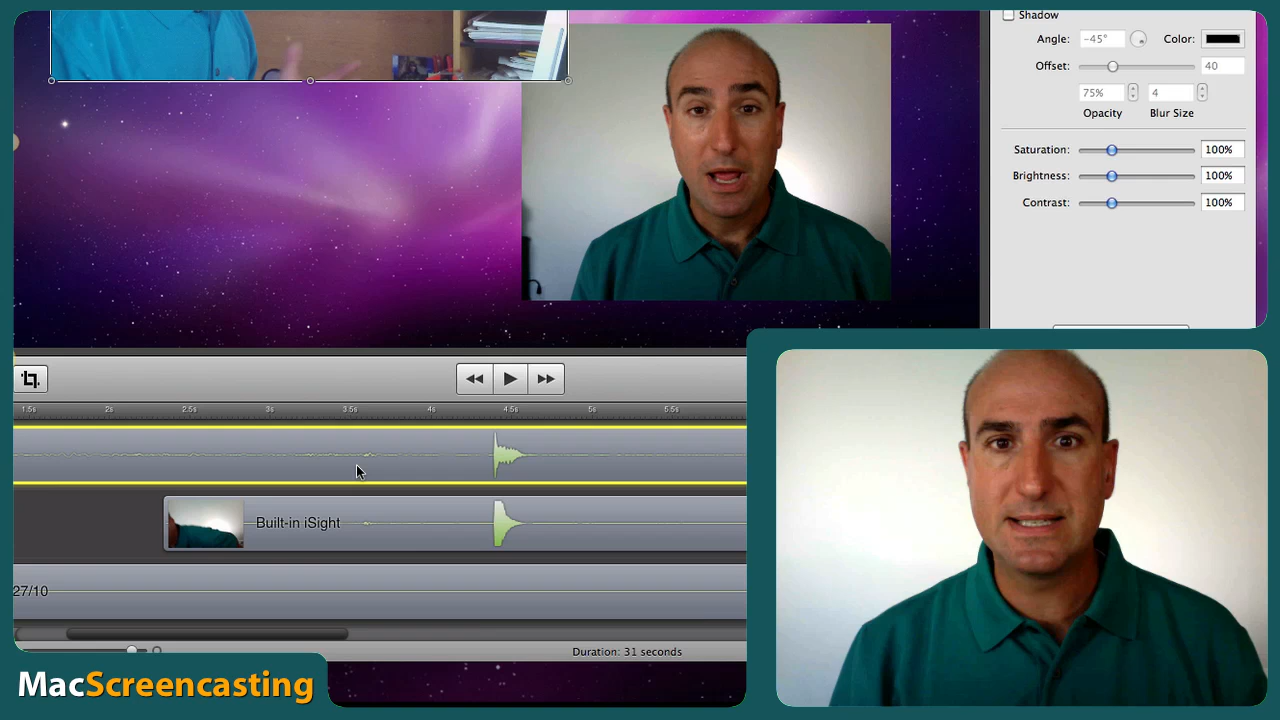 Shadow
Angle: -45° Color:
Offset: 40
75% 4
Opacity Blur Size
Saturation: 100%
Brightness: 100%
Contrast: 100%
1.5s 2s 2.5s 3s 3.5s 4s 4.5s 5s 5.5s
Built-in iSight
27/10
Duration: 31 seconds
MacScreencasting